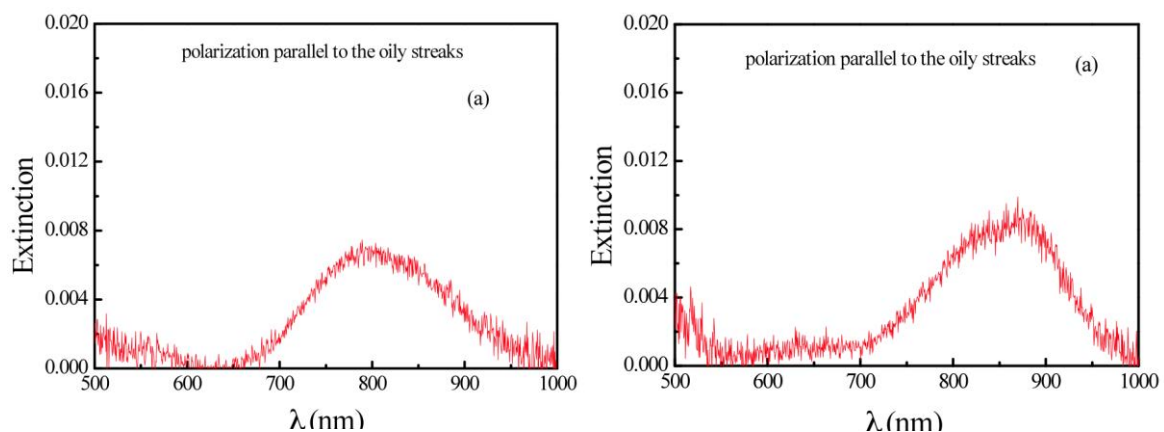 0.020
polarization parallel to the oily streaks
0.016
(a)
0.012
Extinction
0.008
0.004
0.000
500 600 700 800 900 1000
λ (nm)
0.020
polarization parallel to the oily streaks (a)
0.016
0.012
Extinction
0.008
0.004
0.000
500 600 700 800 900 1000
λ (nm)